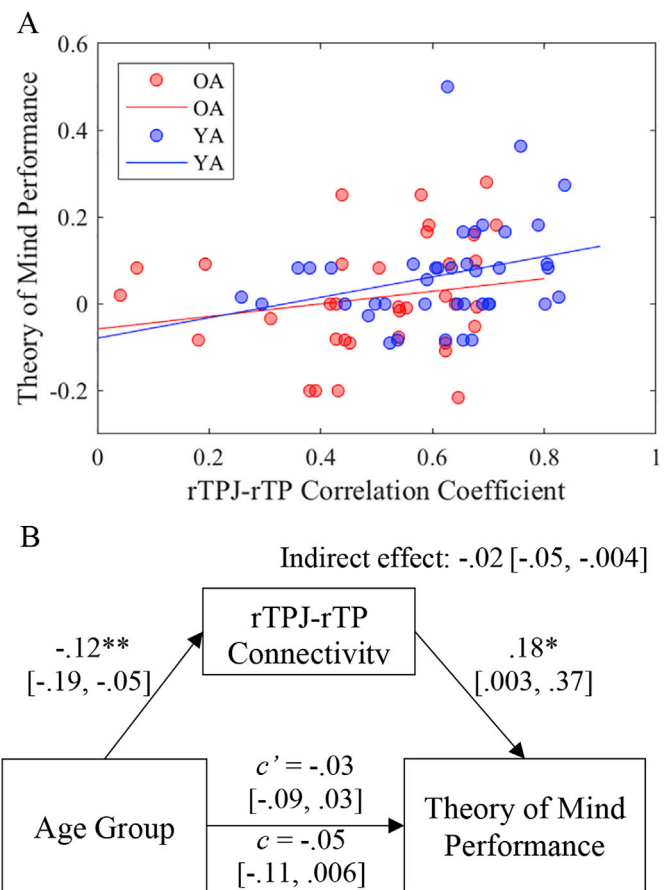 A
Theory of Mind Performance
0.6
0.4
0.2
0
-0.2
OA
OA
YA
YA
0 0.2 0.4 0.6 0.8 1
rTPJ-rTP Correlation Coefficient
B
Indirect effect: -.02 [-.05, -.004]
rTPJ-rTP
Connectivity
-.12**
[-.19, -.05]
.18*
[.003, .37]
Age Group
c’ = -.03
[-.09, .03]
c = -.05
[-.11, .006]
Theory of Mind
Performance